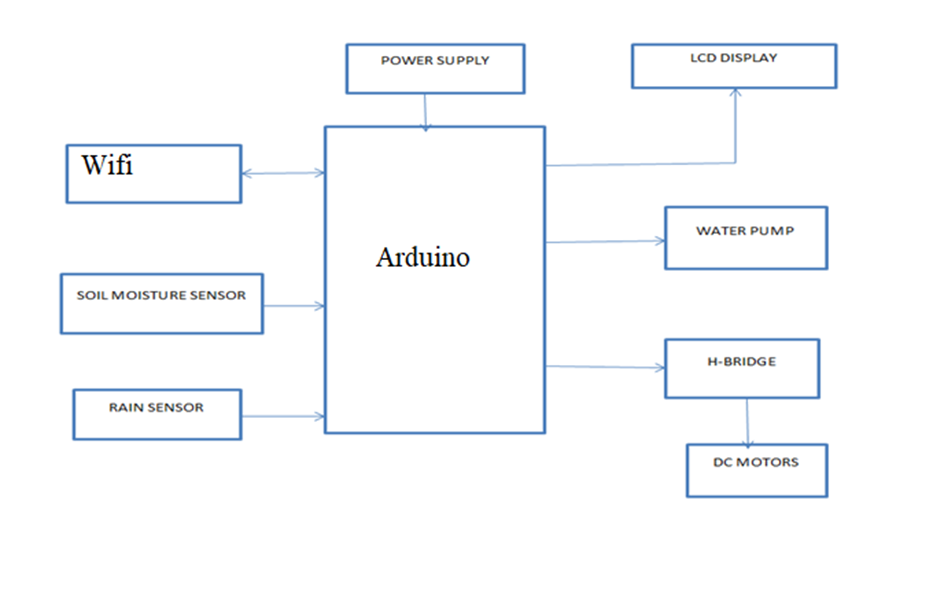 POWER SUPPLY
LCD DISPLAY
Wifi
WATER PUMP
Arduino
SOIL MOISTURE SENSOR
H-BRIDGE
RAIN SENSOR
DC MOTORS